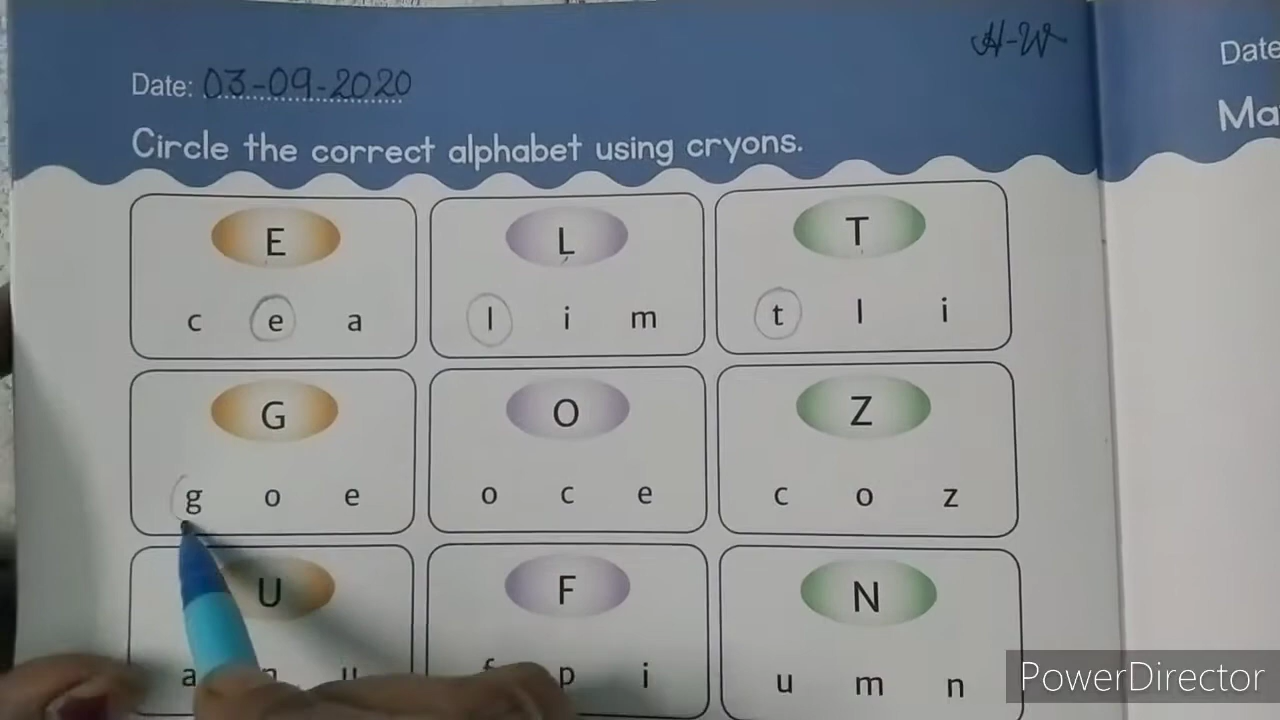 H-W
Date: 03-09-2020
Date
Circle the correct alphabet using cryons.
Ma
E L T
c e a l i m t l i
G O Z
g o e o c e c o z
U F N
a n u f p i u m n
PowerDirector